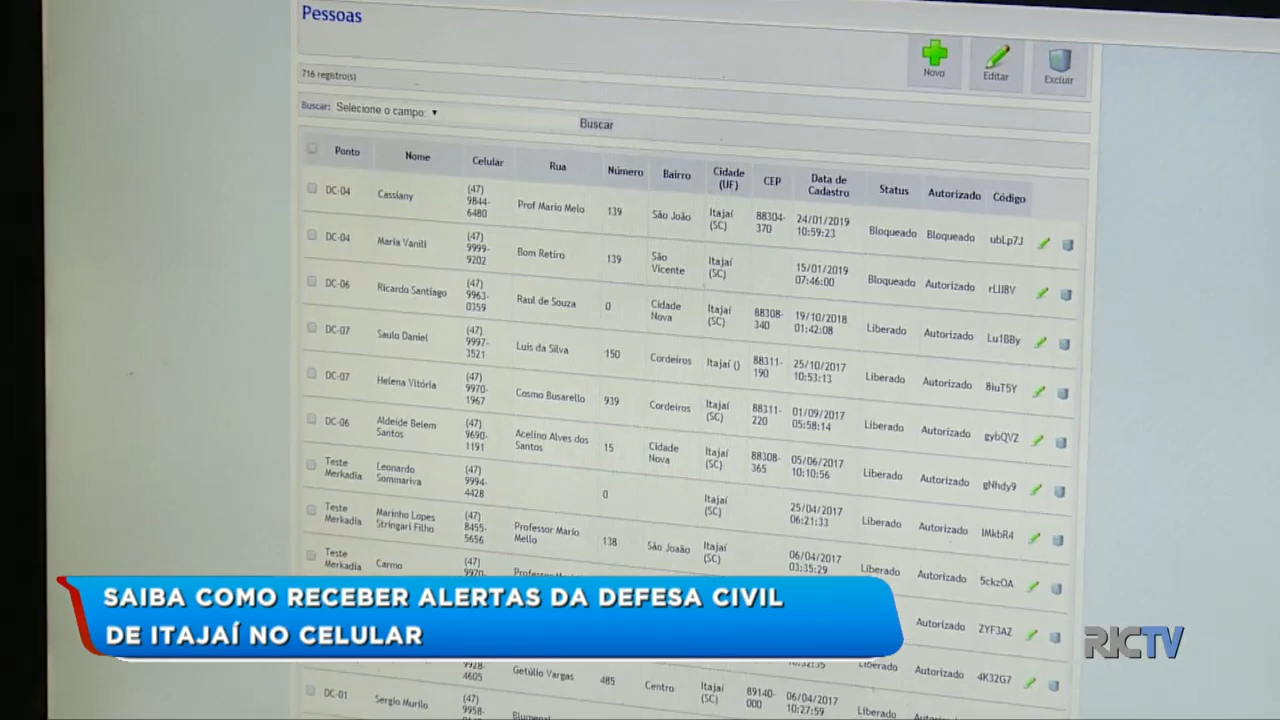 Pessoas
Novo
Editar
Excluir
716 registro(s)
Buscar: Selecione o campo:
Buscar
Ponto Nome Celular Rua Número Bairro Cidade (UF) CEP Data de Cadastro Status Autorizado Código
DC-04 Cassiany (47) 9844-6480 Prof Mario Melo 139 São João Itajaí (SC) 88304-370 24/01/2019 10:59:23 Bloqueado Bloqueado ubLp7J
DC-04 Maria Vanili (47) 9999-9202 Bom Retiro 139 São Vicente Itajaí (SC) 15/01/2019 07:46:00 Bloqueado Autorizado
DC-06 Ricardo Santiago (47) 9963-0359 Raul de Souza 0 Cidade Nova Itajaí (SC) 88308-340 19/10/2018 01:42:08 Liberado Autorizado Lu1BBy
DC-07 Saulo Daniel (47) 9997-3521 Luis da Silva 150 Cordeiros Itajaí () 88311-190 25/10/2017 10:53:13 Liberado Autorizado 8iuT5Y
DC-07 Helena Vitória (47) 9970-1967 Cosmo Busarello 939 Cordeiros Itajaí (SC) 88311-220 01/09/2017 05:58:14 Liberado Autorizado gybQVZ
DC-06 Aldeide Belem Santos (47) 9690-1191 Acelino Alves dos Santos 15 Cidade Nova Itajaí (SC) 88308-365 05/06/2017 10:10:56 Liberado Autorizado gNhdy9
Teste Merkadia Leonardo Sommariva (47) 9994-4428 0 Itajaí (SC) 25/04/2017 06:21:33 Liberado Autorizado lMkbR4
Teste Merkadia Marinho Lopes Stringari Filho (47) 8455-5656 Professor Mario Mello 138 São Joaão Itajaí (SC) 06/04/2017 03:35:29 Liberado Autorizado 5ckzOA
Teste Merkadia Carmo (47) Autorizado ZYF3AZ
4605 Getúlio Vargas 485 Centro Itajaí (SC) 89140-000 06/04/2017 10:27:59 Liberado Autorizado 4K32G7
DC-01 Sergio Murilo (47) 9958- Liberado
SAIBA COMO RECEBER ALERTAS DA DEFESA CIVIL
DE ITAJAÍ NO CELULAR
RICTV